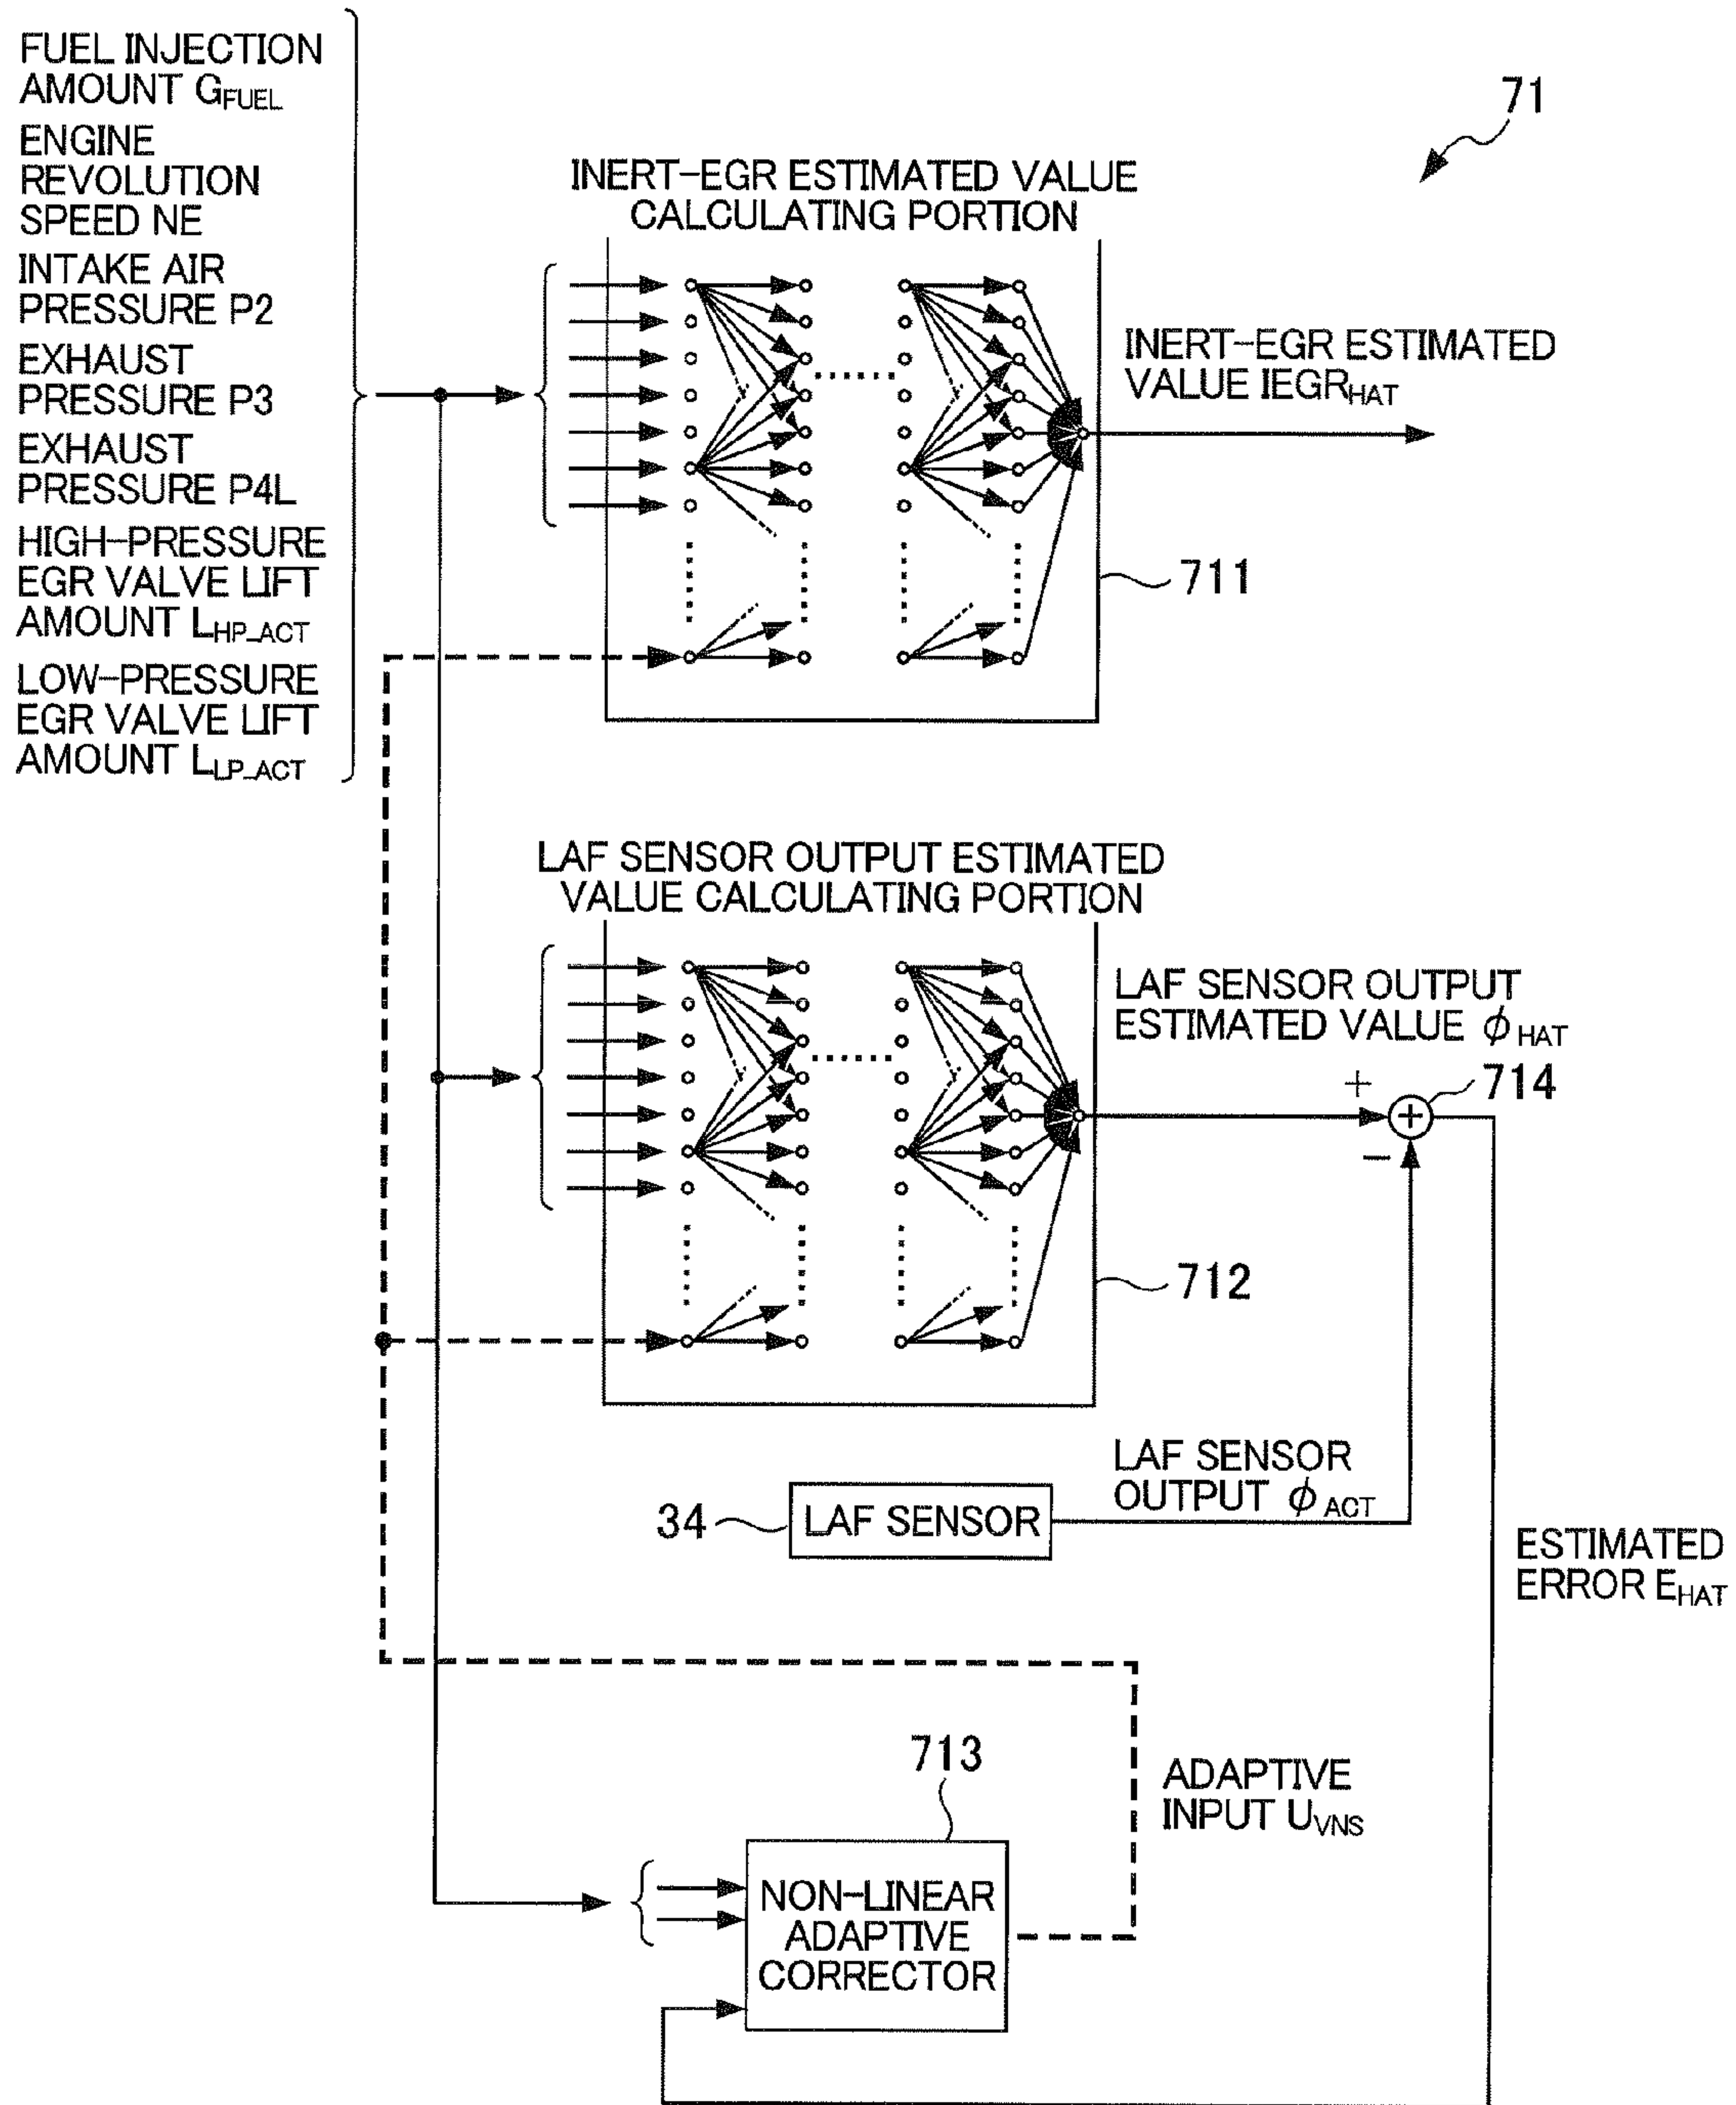 FUEL INJECTION
AMOUNT GFUEL
ENGINE
REVOLUTION
SPEED NE
INTAKE AIR
PRESSURE P2
EXHAUST
PRESSURE P3
EXHAUST
PRESSURE P4L
HIGH-PRESSURE
EGR VALVE LIFT
AMOUNT LHP_ACT
LOW-PRESSURE
EGR VALVE LIFT
AMOUNT LLP_ACT
71
INERT-EGR ESTIMATED VALUE
CALCULATING PORTION
INERT-EGR ESTIMATED
VALUE IEGRHAT
711
LAF SENSOR OUTPUT ESTIMATED
VALUE CALCULATING PORTION
LAF SENSOR OUTPUT
ESTIMATED VALUE ϕHAT
714
+
+
−
712
LAF SENSOR
OUTPUT ϕACT
34
LAF SENSOR
ESTIMATED
ERROR EHAT
713
ADAPTIVE
INPUT UVNS
NON-LINEAR
ADAPTIVE
CORRECTOR